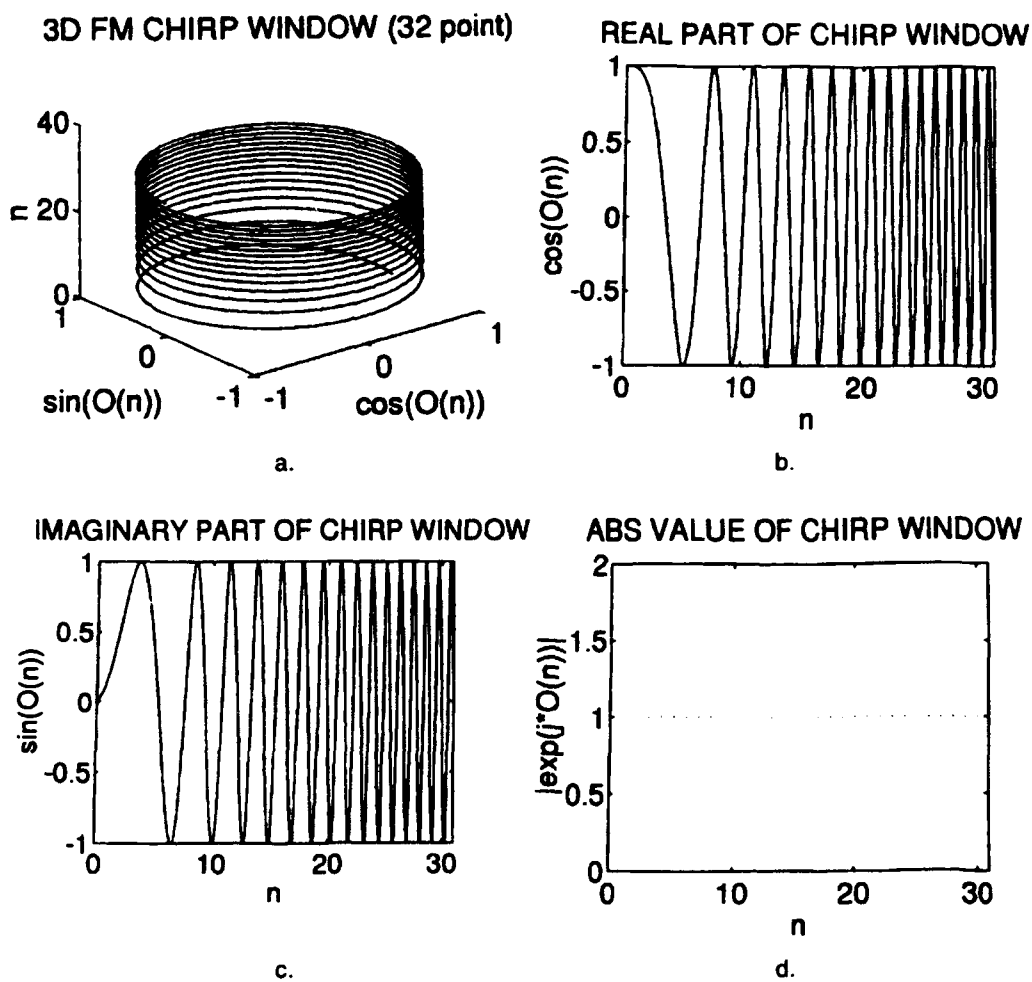 3D FM CHIRP WINDOW (32 point)
40
20
0
n
1
0
-1
sin(O(n))
-1
0
1
cos(O(n))
a.
REAL PART OF CHIRP WINDOW
1
0.5
0
-0.5
-1
cos(O(n))
0
10
20
30
n
b.
IMAGINARY PART OF CHIRP WINDOW
1
0.5
0
-0.5
-1
sin(O(n))
0
10
20
30
n
c.
ABS VALUE OF CHIRP WINDOW
2
1.5
1
0.5
0
|exp(j*O(n))|
0
10
20
30
n
d.